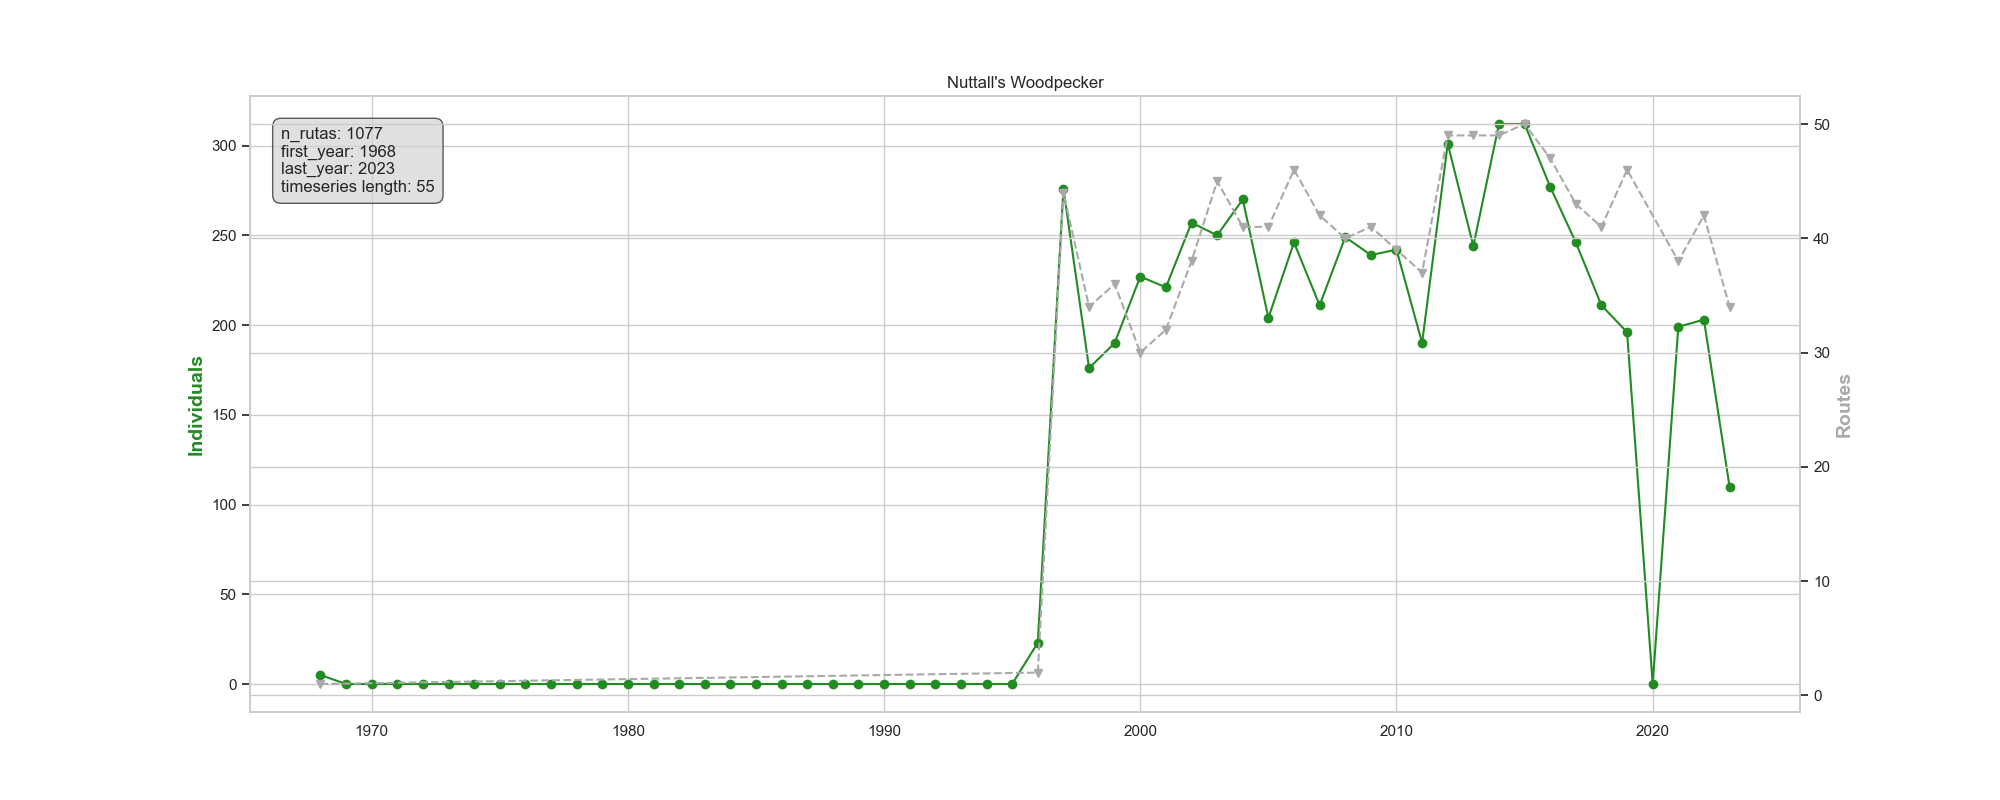 Nuttall's Woodpecker
n_rutas: 1077
first_year: 1968
last_year: 2023
timeseries length: 55
Individuals
300
250
200
150
100
50
0
50
40
30
20
10
0
Routes
1970
1980
1990
2000
2010
2020